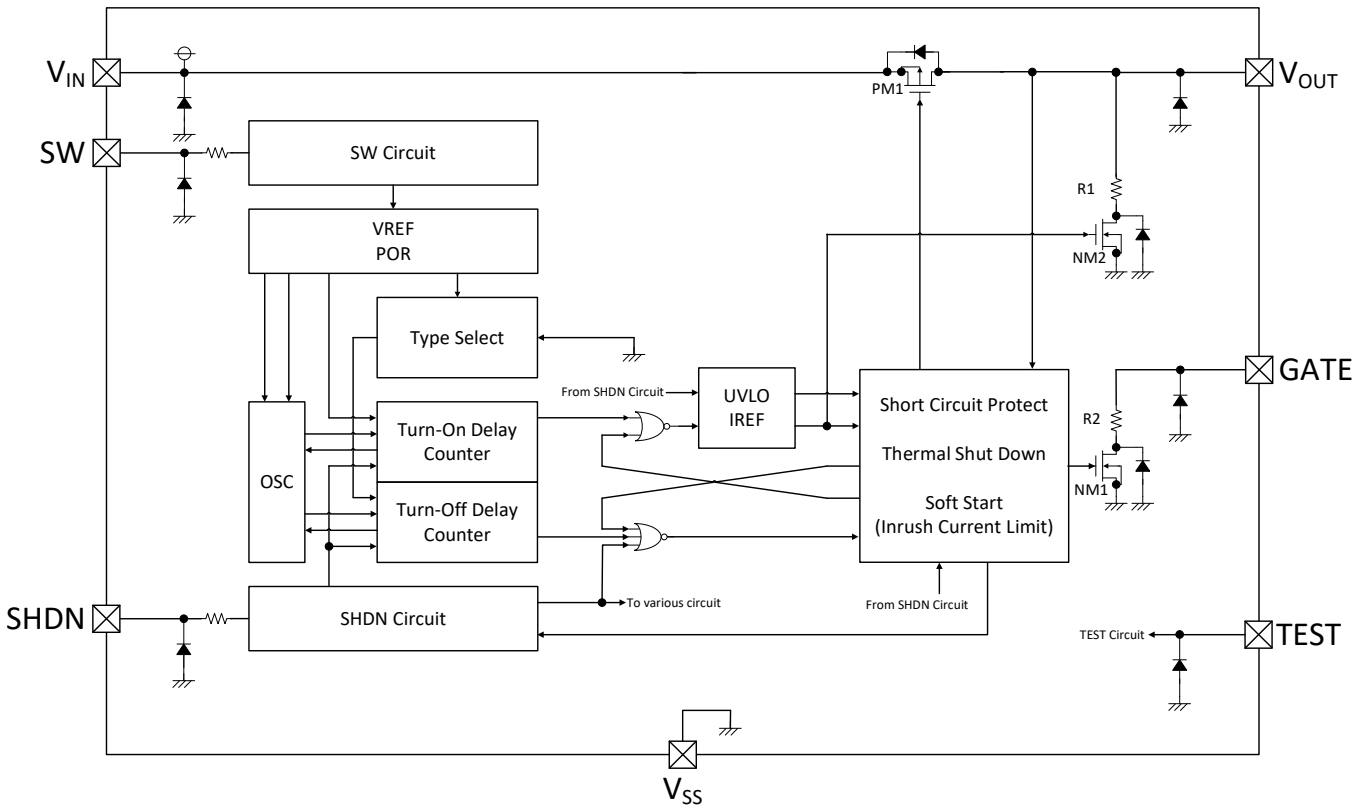 VIN
PM1
VOUT
SW
SW Circuit
R1
VREF
POR
NM2
Type Select
From SHDN Circuit
UVLO
IREF
GATE
Short Circuit Protect
Turn-On Delay
Counter
R2
Thermal Shut Down
OSC
NM1
Turn-Off Delay
Counter
Soft Start
(Inrush Current Limit)
SHDN
SHDN Circuit
To various circuit
From SHDN Circuit
TEST Circuit
TEST
VSS